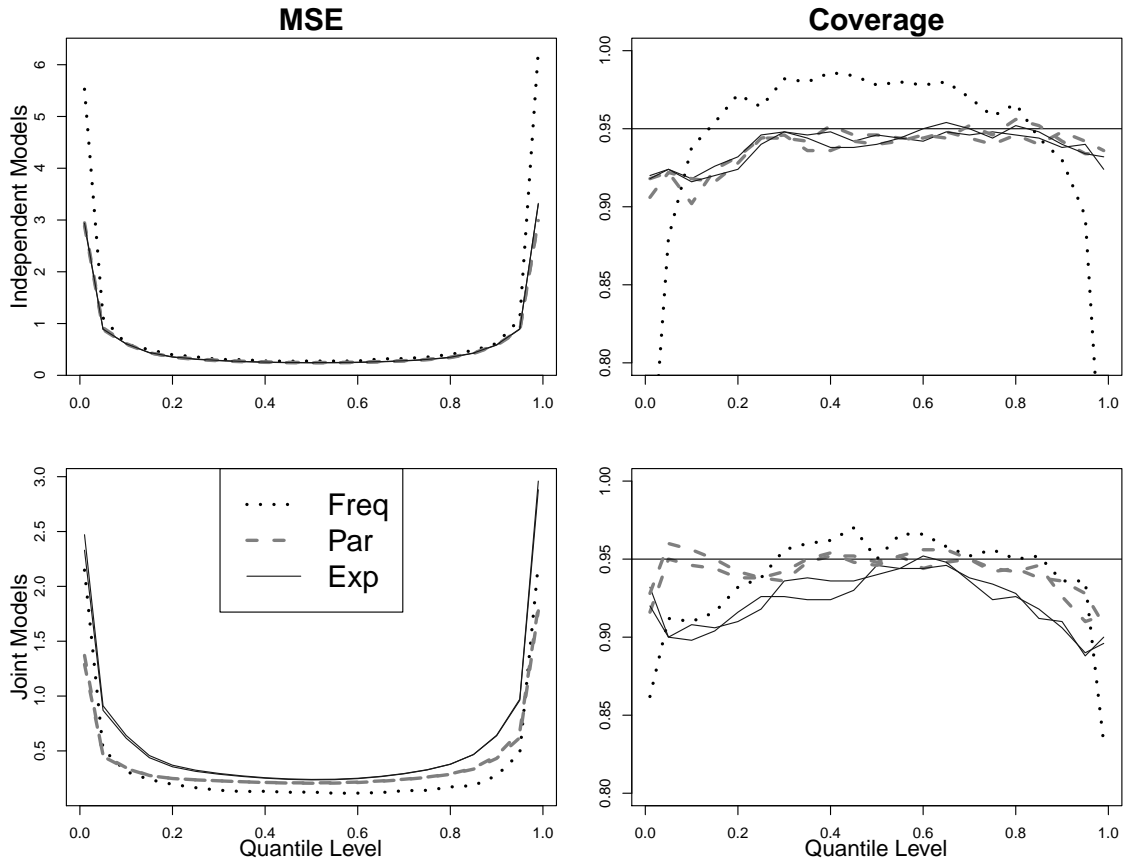 MSE
Coverage
Independent Models
6
5
4
3
2
1
0
0.0 0.2 0.4 0.6 0.8 1.0
1.00
0.95
0.90
0.85
0.80
0.0 0.2 0.4 0.6 0.8 1.0
Joint Models
3.0
2.5
2.0
1.5
1.0
0.5
Freq
Par
Exp
0.0 0.2 0.4 0.6 0.8 1.0
Quantile Level
1.00
0.95
0.90
0.85
0.80
0.0 0.2 0.4 0.6 0.8 1.0
Quantile Level